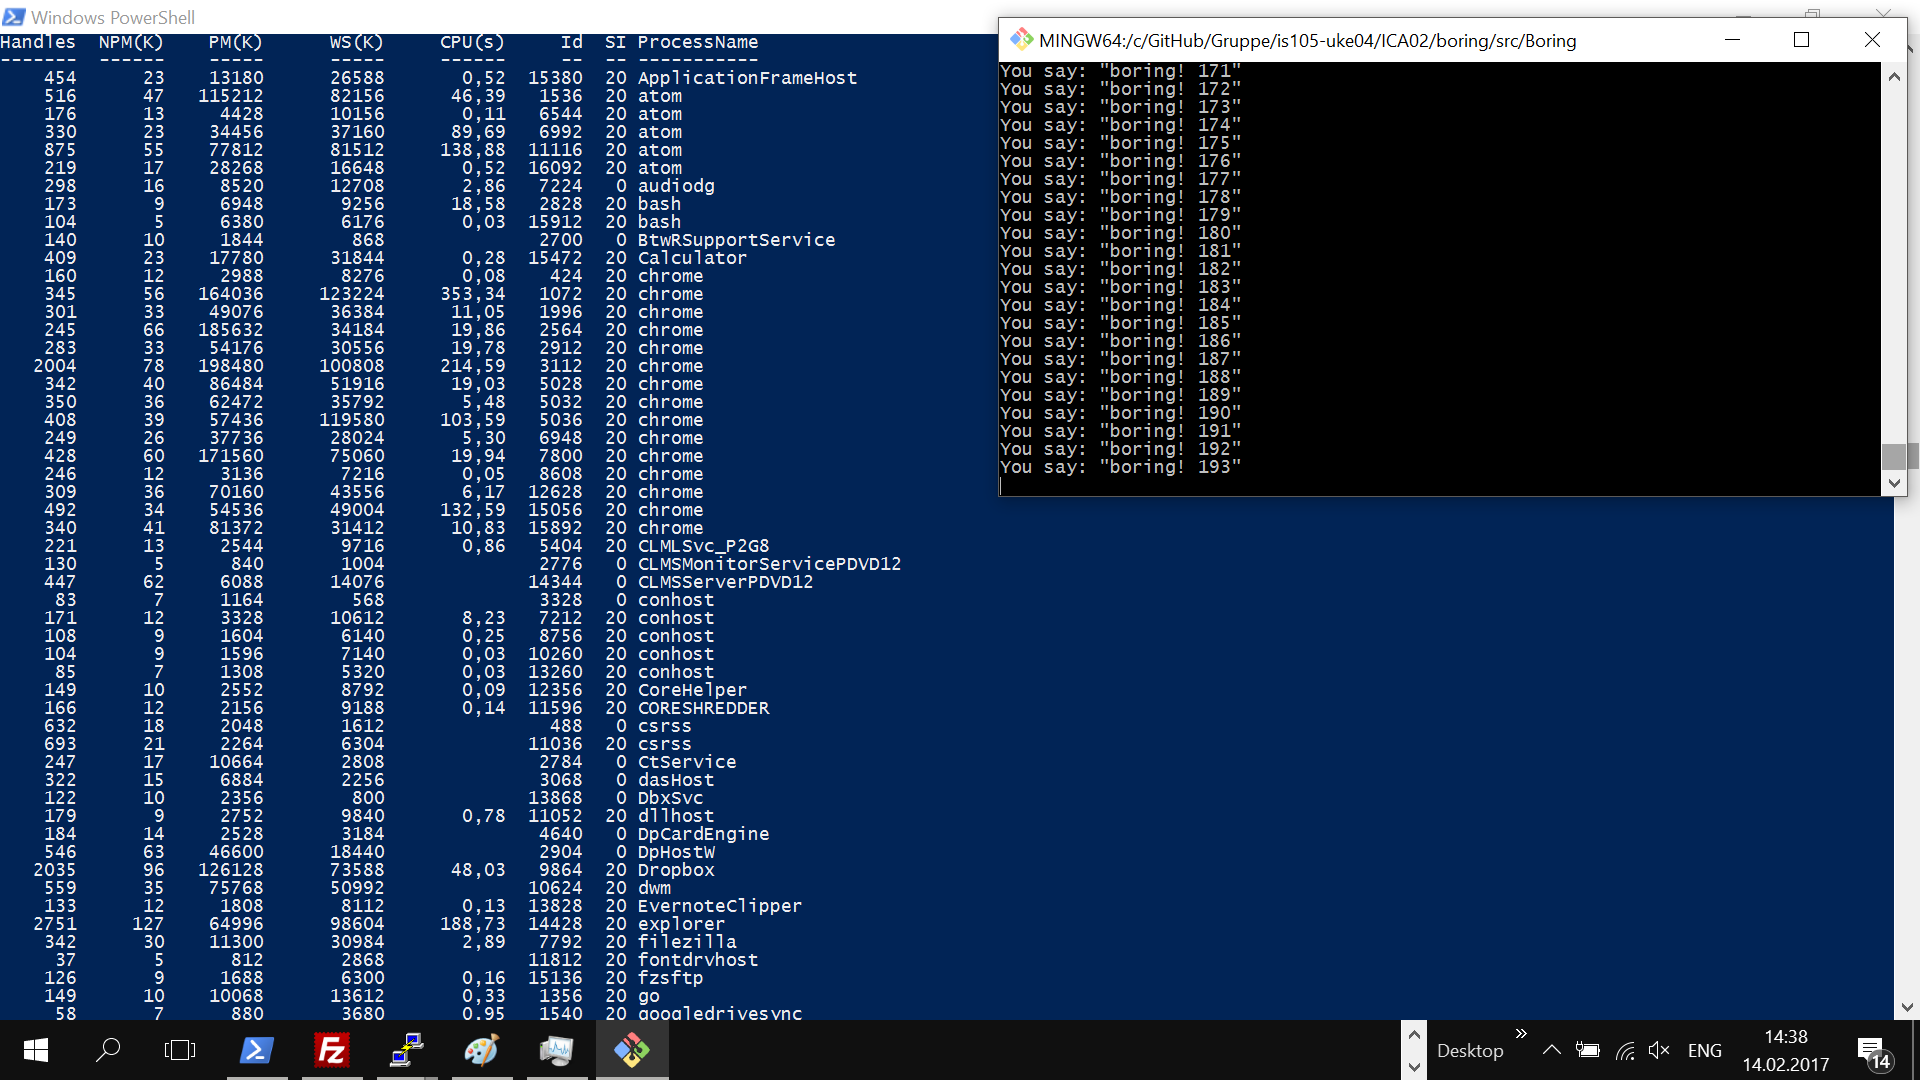 Windows PowerShell
Handles NPM(K) PM(K) WS(K) CPU(s) Id SI ProcessName
------- ------ ----- ----- ------ -- -- -----------
454 23 13180 26588 0,52 15380 20 ApplicationFrameHost
516 47 115212 82156 46,39 1536 20 atom
176 13 4428 10156 0,11 6544 20 atom
330 23 34456 37160 89,69 6992 20 atom
875 55 77812 81512 138,88 11116 20 atom
219 17 28268 16648 0,52 16092 20 atom
298 16 8520 12708 2,86 7224 0 audiodg
173 9 6948 9256 18,58 2828 20 bash
104 5 6380 6176 0,03 15912 20 bash
140 10 1844 868 2700 0 BtwRSupportService
409 23 17780 31844 0,28 15472 20 Calculator
160 12 2988 8276 0,08 424 20 chrome
345 56 164036 123224 353,34 1072 20 chrome
301 33 49076 36384 11,05 1996 20 chrome
245 66 185632 34184 19,86 2564 20 chrome
283 33 54176 30556 19,78 2912 20 chrome
2004 78 198480 100808 214,59 3112 20 chrome
342 40 86484 51916 19,03 5028 20 chrome
350 36 62472 35792 5,48 5032 20 chrome
408 39 57436 119580 103,59 5036 20 chrome
249 26 37736 28024 5,30 6948 20 chrome
428 60 171560 75060 19,94 7800 20 chrome
246 12 3136 7216 0,05 8608 20 chrome
309 36 70160 43556 6,17 12628 20 chrome
492 34 54536 49004 132,59 15056 20 chrome
340 41 81372 31412 10,83 15892 20 chrome
221 13 2544 9716 0,86 5404 20 CLMLSvc_P2G8
130 5 840 1004 2776 0 CLMSMonitorServicePDVD12
447 62 6088 14076 14344 0 CLMSServerPDVD12
83 7 1164 568 3328 0 conhost
171 12 3328 10612 8,23 7212 20 conhost
108 9 1604 6140 0,25 8756 20 conhost
104 9 1596 7140 0,03 10260 20 conhost
85 7 1308 5320 0,03 13260 20 conhost
149 10 2552 8792 0,09 12356 20 CoreHelper
166 12 2156 9188 0,14 11596 20 CORESHREDDER
632 18 2048 1612 488 0 csrss
693 21 2264 6304 11036 20 csrss
247 17 10664 2808 2784 0 CtService
322 15 6884 2256 3068 0 dasHost
122 10 2356 800 13868 0 DbxSvc
179 9 2752 9840 0,78 11052 20 dllhost
184 14 2528 3184 4640 0 DpCardEngine
546 63 46600 18440 2904 0 DpHostW
2035 96 126128 73588 48,03 9864 20 Dropbox
559 35 75768 50992 10624 20 dwm
133 12 1808 8112 0,13 13828 20 EvernoteClipper
2751 127 64996 98604 188,73 14428 20 explorer
342 30 11300 30984 2,89 7792 20 filezilla
37 5 812 2868 11812 20 fontdrvhost
126 9 1688 6300 0,16 15136 20 fzsftp
149 10 10068 13612 0,33 1356 20 go
58 7 880 3680 0,95 1540 20 googledrivesync
MINGW64:/c/GitHub/Gruppe/is105-uke04/ICA02/boring/src/Boring
You say: "boring! 171"
You say: "boring! 172"
You say: "boring! 173"
You say: "boring! 174"
You say: "boring! 175"
You say: "boring! 176"
You say: "boring! 177"
You say: "boring! 178"
You say: "boring! 179"
You say: "boring! 180"
You say: "boring! 181"
You say: "boring! 182"
You say: "boring! 183"
You say: "boring! 184"
You say: "boring! 185"
You say: "boring! 186"
You say: "boring! 187"
You say: "boring! 188"
You say: "boring! 189"
You say: "boring! 190"
You say: "boring! 191"
You say: "boring! 192"
You say: "boring! 193"
Fz
Desktop
ENG
14:38
14.02.2017
14